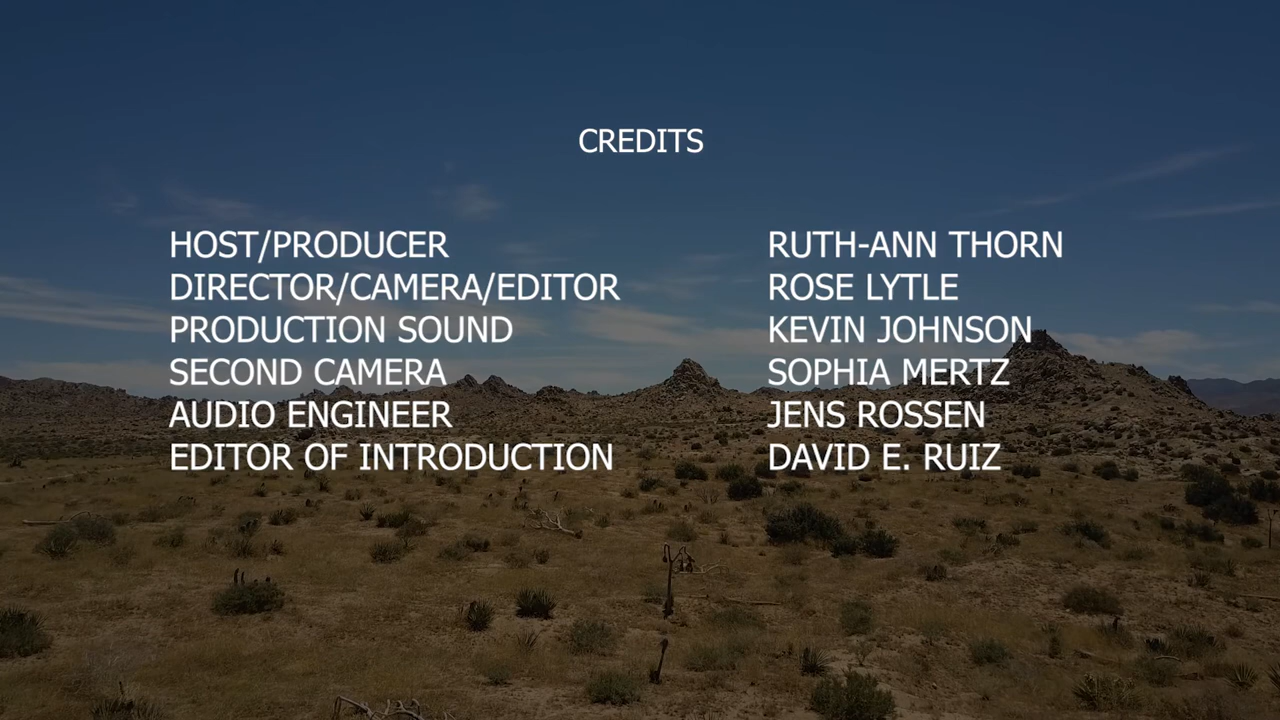 CREDITS
HOST/PRODUCER RUTH-ANN THORN
DIRECTOR/CAMERA/EDITOR ROSE LYTLE
PRODUCTION SOUND KEVIN JOHNSON
SECOND CAMERA SOPHIA MERTZ
AUDIO ENGINEER JENS ROSSEN
EDITOR OF INTRODUCTION DAVID E. RUIZ